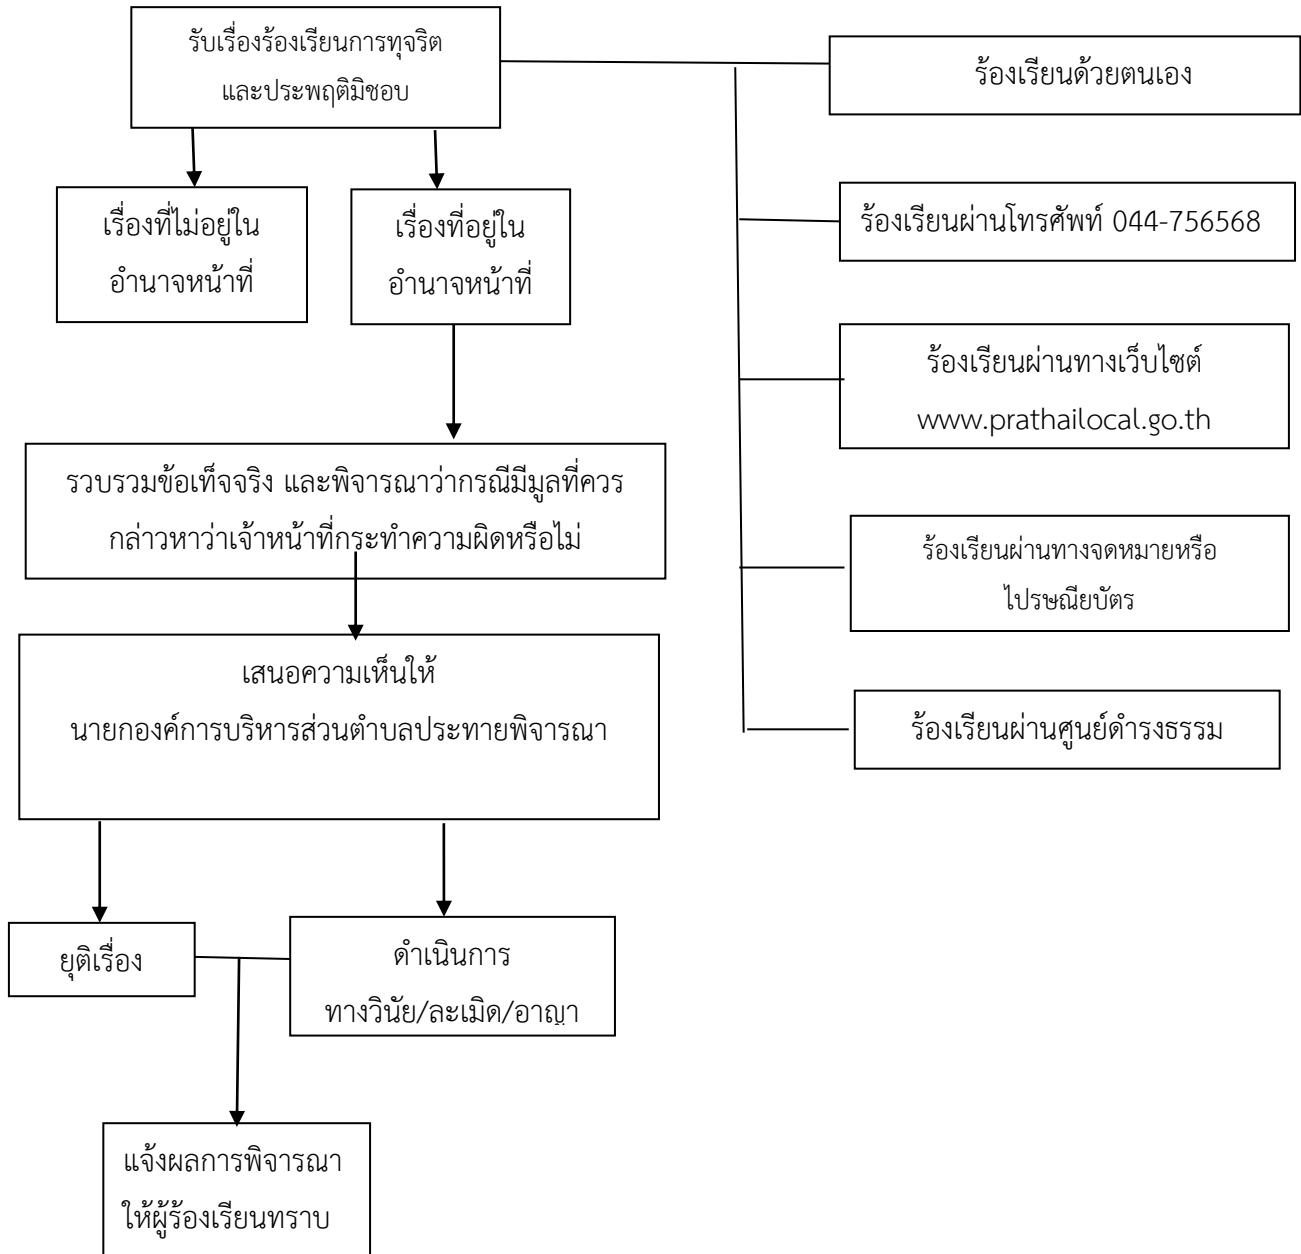 รับเรื่องร้องเรียนการทุจริต
และประพฤติมิชอบ
ร้องเรียนด้วยตนเอง
เรื่องที่ไม่อยู่ใน
อำนาจหน้าที่
เรื่องที่อยู่ใน
อำนาจหน้าที่
ร้องเรียนผ่านโทรศัพท์ 044-756568
ร้องเรียนผ่านทางเว็บไซต์
www.prathailocal.go.th
รวบรวมข้อเท็จจริง และพิจารณาว่ากรณีมีมูลที่ควร
กล่าวหาว่าเจ้าหน้าที่กระทำความผิดหรือไม่
ร้องเรียนผ่านทางจดหมายหรือ
ไปรษณียบัตร
เสนอความเห็นให้
นายกองค์การบริหารส่วนตำบลประทายพิจารณา
ร้องเรียนผ่านศูนย์ดำรงธรรม
ยุติเรื่อง
ดำเนินการ
ทางวินัย/ละเมิด/อาญา
แจ้งผลการพิจารณา
ให้ผู้ร้องเรียนทราบ